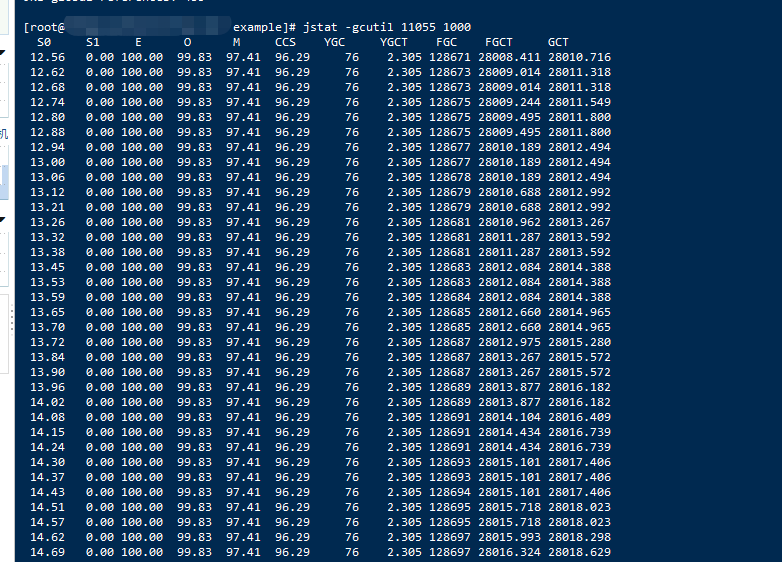 [root@ example]# jstat -gcutil 11055 1000
S0 S1 E O M CCS YGC YGCT FGC FGCT GCT
12.56 0.00 100.00 99.83 97.41 96.29 76 2.305 128671 28008.411 28010.716
12.62 0.00 100.00 99.83 97.41 96.29 76 2.305 128673 28009.014 28011.318
12.68 0.00 100.00 99.83 97.41 96.29 76 2.305 128673 28009.014 28011.318
12.74 0.00 100.00 99.83 97.41 96.29 76 2.305 128675 28009.244 28011.549
12.80 0.00 100.00 99.83 97.41 96.29 76 2.305 128675 28009.495 28011.800
12.88 0.00 100.00 99.83 97.41 96.29 76 2.305 128675 28009.495 28011.800
12.94 0.00 100.00 99.83 97.41 96.29 76 2.305 128677 28010.189 28012.494
13.00 0.00 100.00 99.83 97.41 96.29 76 2.305 128677 28010.189 28012.494
13.06 0.00 100.00 99.83 97.41 96.29 76 2.305 128678 28010.189 28012.494
13.12 0.00 100.00 99.83 97.41 96.29 76 2.305 128679 28010.688 28012.992
13.21 0.00 100.00 99.83 97.41 96.29 76 2.305 128679 28010.688 28012.992
13.26 0.00 100.00 99.83 97.41 96.29 76 2.305 128681 28010.962 28013.267
13.32 0.00 100.00 99.83 97.41 96.29 76 2.305 128681 28011.287 28013.592
13.38 0.00 100.00 99.83 97.41 96.29 76 2.305 128681 28011.287 28013.592
13.45 0.00 100.00 99.83 97.41 96.29 76 2.305 128683 28012.084 28014.388
13.53 0.00 100.00 99.83 97.41 96.29 76 2.305 128683 28012.084 28014.388
13.59 0.00 100.00 99.83 97.41 96.29 76 2.305 128684 28012.084 28014.388
13.65 0.00 100.00 99.83 97.41 96.29 76 2.305 128685 28012.660 28014.965
13.70 0.00 100.00 99.83 97.41 96.29 76 2.305 128685 28012.660 28014.965
13.72 0.00 100.00 99.83 97.41 96.29 76 2.305 128687 28012.975 28015.280
13.84 0.00 100.00 99.83 97.41 96.29 76 2.305 128687 28013.267 28015.572
13.90 0.00 100.00 99.83 97.41 96.29 76 2.305 128687 28013.267 28015.572
13.96 0.00 100.00 99.83 97.41 96.29 76 2.305 128689 28013.877 28016.182
14.02 0.00 100.00 99.83 97.41 96.29 76 2.305 128689 28013.877 28016.182
14.08 0.00 100.00 99.83 97.41 96.29 76 2.305 128691 28014.104 28016.409
14.15 0.00 100.00 99.83 97.41 96.29 76 2.305 128691 28014.434 28016.739
14.24 0.00 100.00 99.83 97.41 96.29 76 2.305 128691 28014.434 28016.739
14.30 0.00 100.00 99.83 97.41 96.29 76 2.305 128693 28015.101 28017.406
14.37 0.00 100.00 99.83 97.41 96.29 76 2.305 128693 28015.101 28017.406
14.43 0.00 100.00 99.83 97.41 96.29 76 2.305 128694 28015.101 28017.406
14.51 0.00 100.00 99.83 97.41 96.29 76 2.305 128695 28015.718 28018.023
14.57 0.00 100.00 99.83 97.41 96.29 76 2.305 128695 28015.718 28018.023
14.62 0.00 100.00 99.83 97.41 96.29 76 2.305 128697 28015.993 28018.298
14.69 0.00 100.00 99.83 97.41 96.29 76 2.305 128697 28016.324 28018.629
机